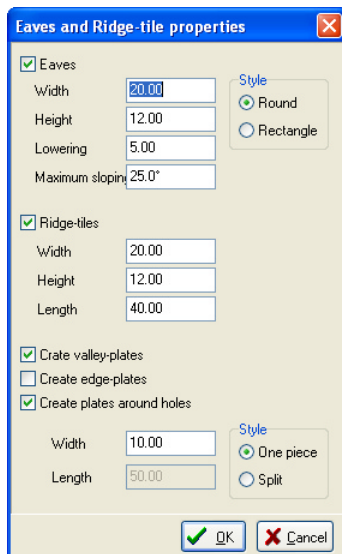 Eaves and Ridge-tile properties
Eaves
Width 20.00
Height 12.00
Lowering 5.00
Maximum sloping 25.0°
Style
Round
Rectangle
Ridge-tiles
Width 20.00
Height 12.00
Length 40.00
Crate valley-plates
Create edge-plates
Create plates around holes
Width 10.00
Length 50.00
Style
One piece
Split
OK Cancel